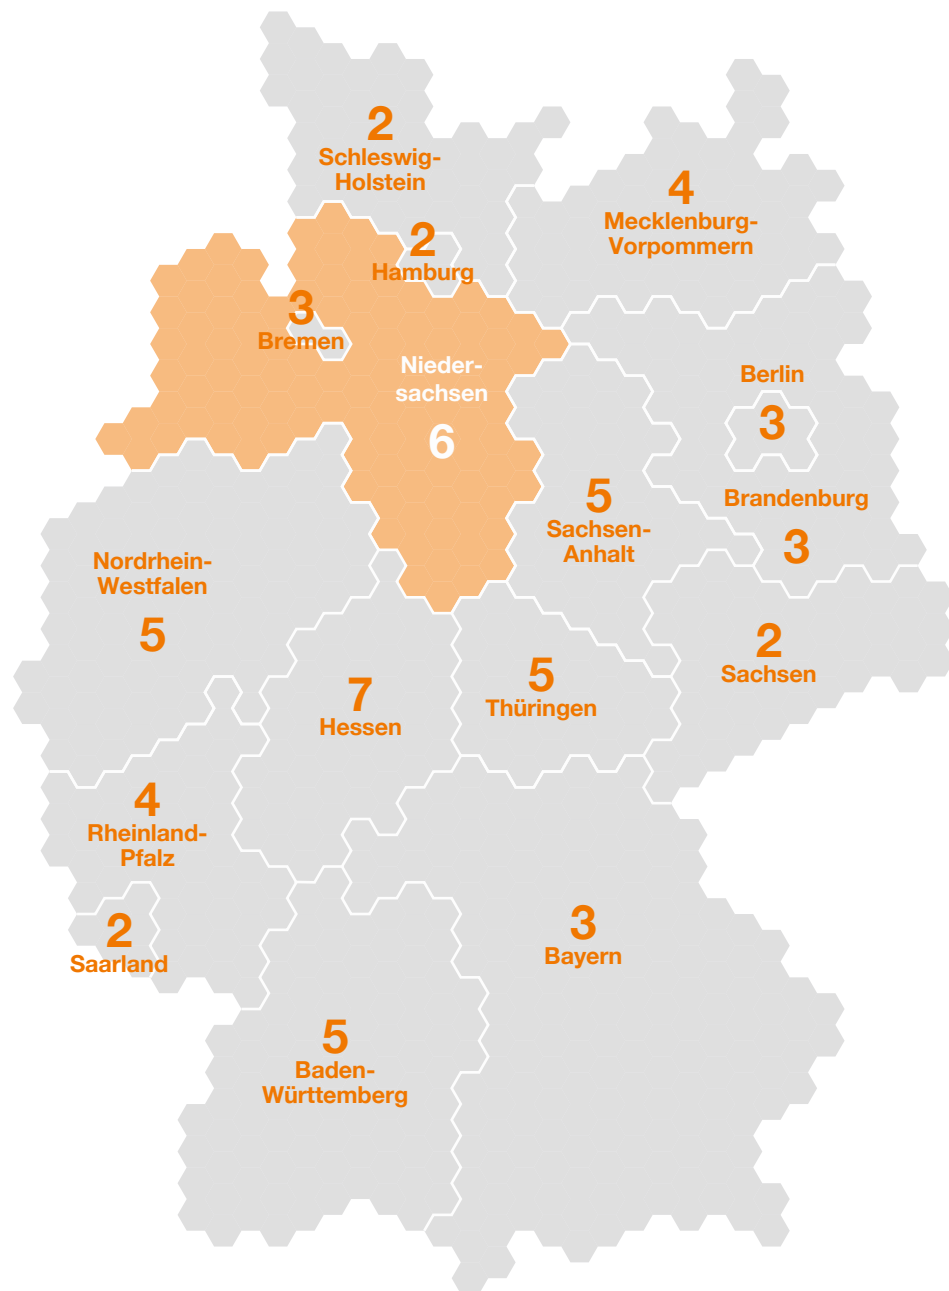 2
Schleswig-
Holstein
4
Mecklenburg-
Vorpommern
2
Hamburg
3
Bremen
Nieder-
sachsen
6
Berlin
3
Brandenburg
3
5
Sachsen-
Anhalt
Nordrhein-
Westfalen
5
2
Sachsen
7
Hessen
5
Thüringen
4
Rheinland-
Pfalz
2
Saarland
3
Bayern
5
Baden-
Württemberg